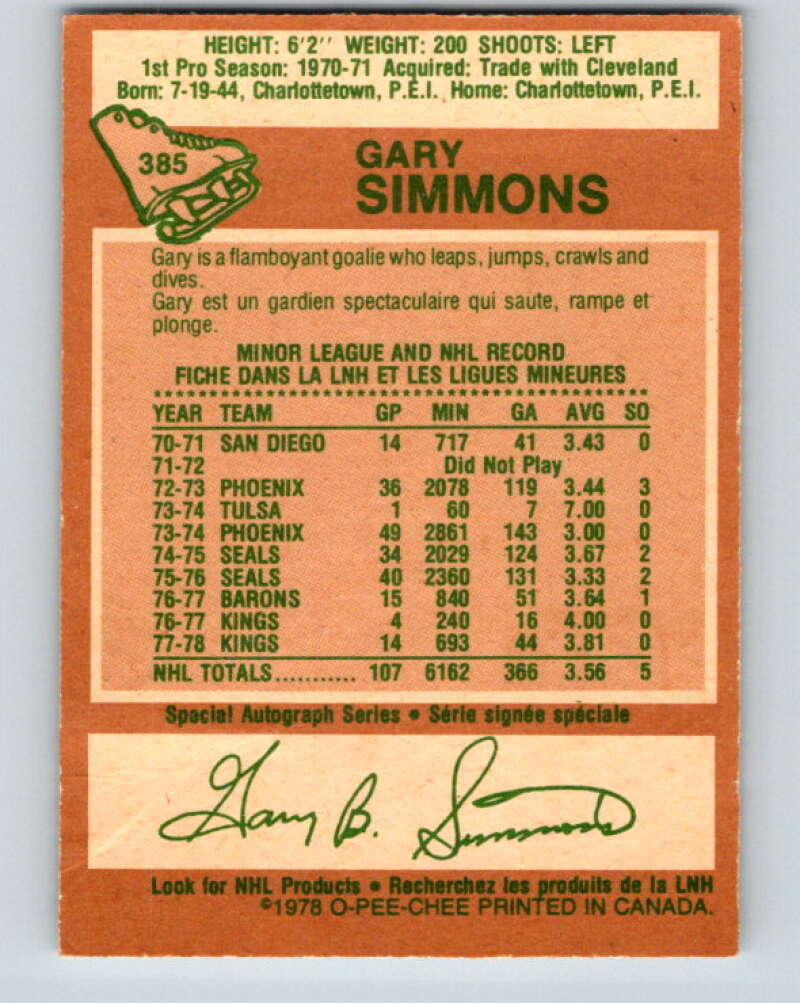 HEIGHT: 6'2'' WEIGHT: 200 SHOOTS: LEFT
1st Pro Season: 1970-71 Acquired: Trade with Cleveland
Born: 7-19-44, Charlottetown, P.E.I. Home: Charlottetown, P.E.I.
385
GARY
SIMMONS
Gary is a flamboyant goalie who leaps, jumps, crawls and
dives.
Gary est un gardien spectaculaire qui saute, rampe et
plonge.
MINOR LEAGUE AND NHL RECORD
FICHE DANS LA LNH ET LES LIGUES MINEURES
YEAR TEAM GP MIN GA AVG SO
70-71 SAN DIEGO 14 717 41 3.43 0
71-72 Did Not Play
72-73 PHOENIX 36 2078 119 3.44 3
73-74 TULSA 1 60 7 7.00 0
73-74 PHOENIX 49 2861 143 3.00 0
74-75 SEALS 34 2029 124 3.67 2
75-76 SEALS 40 2360 131 3.33 2
76-77 BARONS 15 840 51 3.64 1
76-77 KINGS 4 240 16 4.00 0
77-78 KINGS 14 693 44 3.81 0
NHL TOTALS........... 107 6162 366 3.56 5
Special Autograph Series • Série signée spéciale
Gary B. Simmons
Look for NHL Products • Recherchez les produits de la LNH
©1978 O-PEE-CHEE PRINTED IN CANADA.